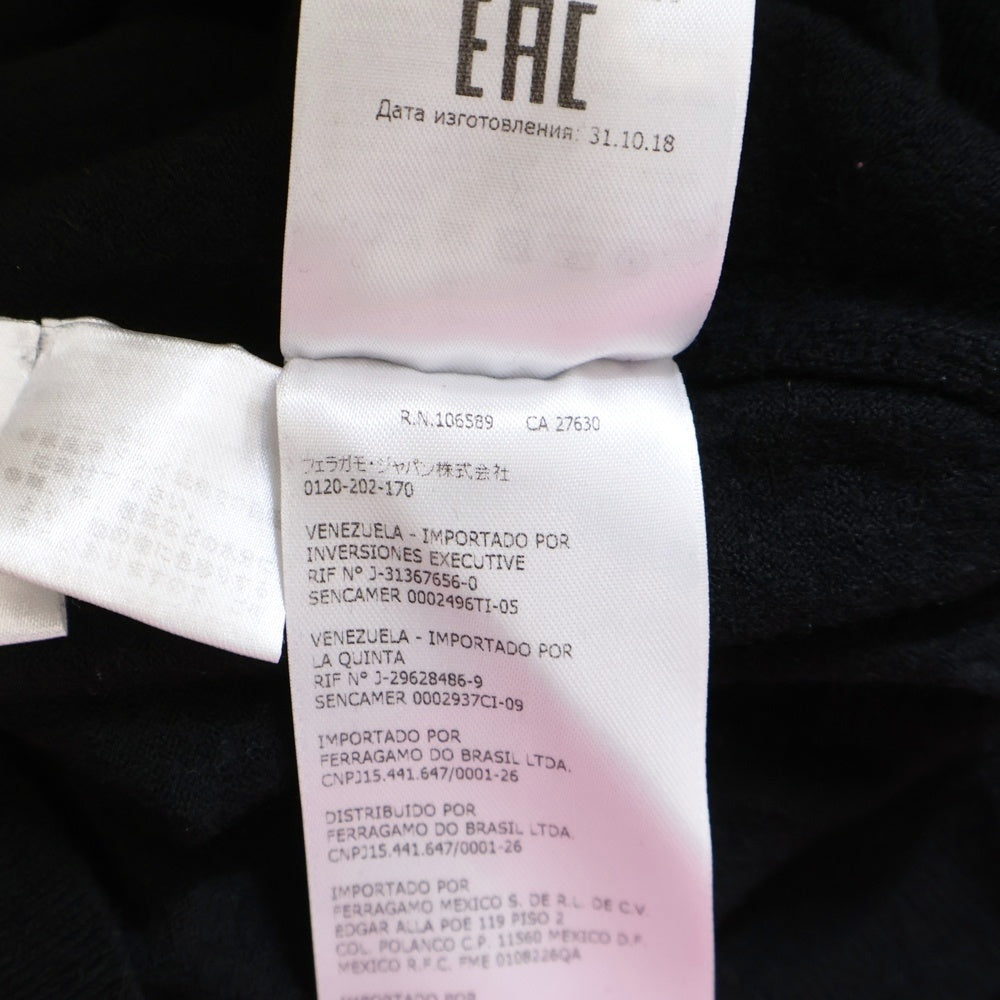 EAC
Дата изготовления: 31.10.18
R.N.106589 CA 27630
フェラガモ・ジャパン株式会社
0120-202-170
VENEZUELA - IMPORTADO POR
INVERSIONES EXECUTIVE
RIF Nº J-31367656-0
SENCAMER 0002496TI-05
VENEZUELA - IMPORTADO POR
LA QUINTA
RIF Nº J-29628486-9
SENCAMER 0002937CI-09
IMPORTADO POR
FERRAGAMO DO BRASIL LTDA.
CNPJ15.441.647/0001-26
DISTRIBUIDO POR
FERRAGAMO DO BRASIL LTDA.
CNPJ15.441.647/0001-26
IMPORTADO POR
FERRAGAMO MEXICO S. DE R.L. DE C.V.
EDGAR ALLA POE 119 PISO 2
COL. POLANCO C.P. 11560 MEXICO D.F.
MEXICO R.F.C. FME 0108226QA
IMPORTADO POR